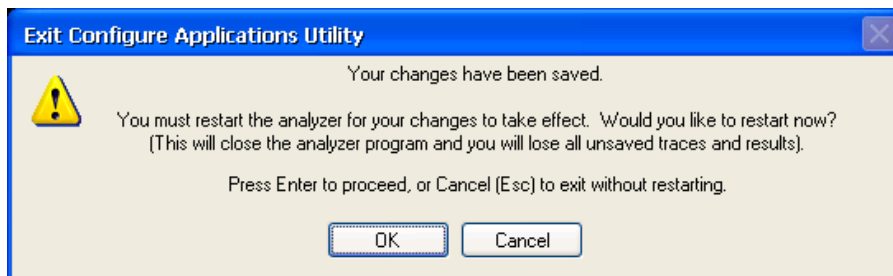 Exit Configure Applications Utility
Your changes have been saved.
You must restart the analyzer for your changes to take effect.  Would you like to restart now?
(This will close the analyzer program and you will lose all unsaved traces and results).
Press Enter to proceed, or Cancel (Esc) to exit without restarting.
OK
Cancel